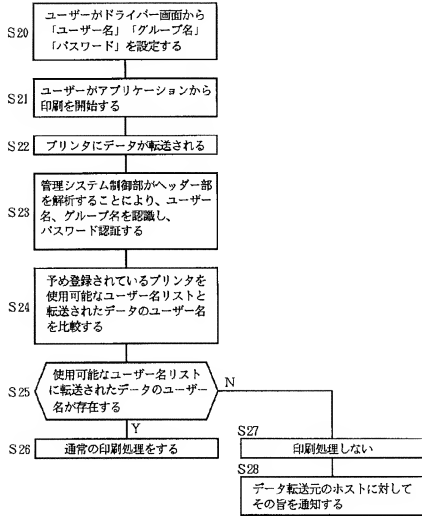 S20
ユーザーがドライバー画面から
「ユーザー名」「グループ名」
「パスワード」を設定する
S21
ユーザーがアプリケーションから
印刷を開始する
S22
プリンタにデータが転送される
S23
管理システム制御部がヘッダー部
を解析することにより、ユーザー
名、グループ名を認識し、
パスワード認証する
S24
予め登録されているプリンタを
使用可能なユーザー名リストと
転送されたデータのユーザー名
を比較する
S25
使用可能なユーザー名リスト
に転送されたデータのユーザー
名が存在する
N
Y
S26
通常の印刷処理をする
S27
印刷処理しない
S28
データ転送元のホストに対して
その旨を通知する